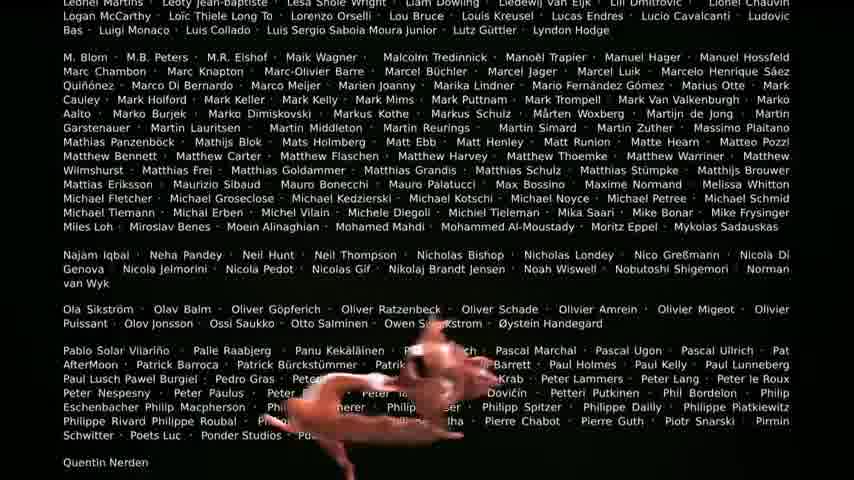 Leonel Martins · Leoty Jean-baptiste · Lesa Shole Wright · Liam Dowling · Liedewij van Eijk · Lili Dmitrovic · Lionel Chauvin
Logan McCarthy · Loïc Thiele Long To · Lorenzo Orselli · Lou Bruce · Louis Kreusel · Lucas Endres · Lucio Cavalcanti · Ludovic
Bas · Luigi Monaco · Luis Collado · Luis Sergio Saboia Moura Junior · Lutz Güttler · Lyndon Hodge
M. Blom · M.B. Peters · M.R. Elshof · Maik Wagner · Malcolm Tredinnick · Manoël Trapier · Manuel Hager · Manuel Hossfeld
Marc Chambon · Marc Knapton · Marc-Olivier Barre · Marcel Büchler · Marcel Jager · Marcel Luik · Marcelo Henrique Sáez
Quiñónez · Marco Di Bernardo · Marco Meijer · Marien Joanny · Marika Lindner · Mario Fernández Gómez · Marius Otte · Mark
Cauley · Mark Holford · Mark Keller · Mark Kelly · Mark Mims · Mark Puttnam · Mark Trompell · Mark Van Valkenburgh · Marko
Aalto · Marko Burjek · Marko Dimiskovski · Markus Kothe · Markus Schulz · Mårten Woxberg · Martijn de Jong · Martin
Garstenauer · Martin Lauritsen · Martin Middleton · Martin Reurings · Martin Simard · Martin Zuther · Massimo Plaitano
Mathias Panzenböck · Mathijs Blok · Mats Holmberg · Matt Ebb · Matt Henley · Matt Runion · Matte Hearn · Matteo Pozzi
Matthew Bennett · Matthew Carter · Matthew Flaschen · Matthew Harvey · Matthew Thoemke · Matthew Warriner · Matthew
Wilmshurst · Matthias Frei · Matthias Goldammer · Matthias Grandis · Matthias Schulz · Matthias Stümpke · Matthijs Brouwer
Mattias Eriksson · Maurizio Sibaud · Mauro Bonecchi · Mauro Palatucci · Max Bossino · Maxime Normand · Melissa Whitton
Michael Fletcher · Michael Groseclose · Michael Kedzierski · Michael Kotschi · Michael Noyce · Michael Petree · Michael Schmid
Michael Tiemann · Michal Erben · Michel Vilain · Michele Diegoli · Michiel Tieleman · Mika Saari · Mike Bonar · Mike Frysinger
Miles Loh · Miroslav Benes · Moein Alinaghian · Mohamed Mahdi · Mohammed Al-Moustady · Moritz Eppel · Mykolas Sadauskas
Najam Iqbal · Neha Pandey · Neil Hunt · Neil Thompson · Nicholas Bishop · Nicholas Londey · Nico Greßmann · Nicola Di
Genova · Nicola Jelmorini · Nicola Pedot · Nicolas Gif · Nikolaj Brandt Jensen · Noah Wiswell · Nobutoshi Shigemori · Norman
van Wyk
Ola Sikström · Olav Balm · Oliver Göpferich · Oliver Ratzenbeck · Oliver Schade · Olivier Amrein · Olivier Migeot · Olivier
Puissant · Olov Jonsson · Ossi Saukko · Otto Salminen · Owen Swerkstrom · Øystein Handegard
Pablo Solar Vilariño · Palle Raabjerg · Panu Kekäläinen · Pascal Marchal · Pascal Ugon · Pascal Ullrich · Pat
AfterMoon · Patrick Barroca · Patrick Bürckstümmer · Patrik Barrett · Paul Holmes · Paul Kelly · Paul Lunneberg
Paul Lusch Pawel Burgiel · Pedro Gras · Peter Krab · Peter Lammers · Peter Lang · Peter le Roux
Peter Nespesny · Peter Paulus · Peter · Petteri Putkinen · Phil Bordelon · Philip
Eschenbacher Philip Macpherson · Philipp Spitzer · Philippe Dailly · Philippe Piatkiewitz
Philippe Rivard Philippe Roubal · Pierre Chabot · Pierre Guth · Piotr Snarski · Pirmin
Schwitter · Poets Luc · Ponder Studios
Quentin Nerden